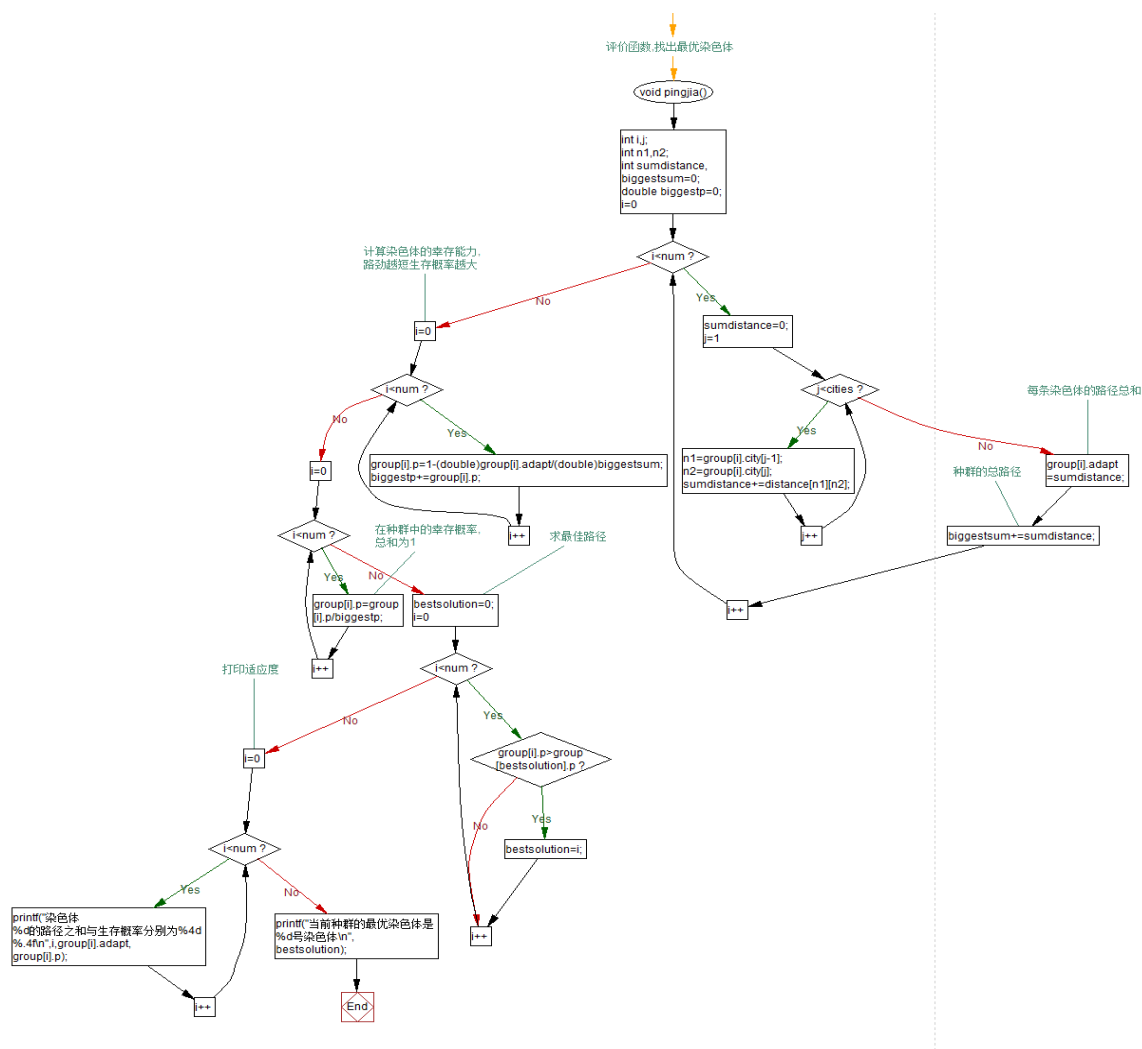 评价函数,找出最优染色体
void pingjia()
int i,j;
int n1,n2;
int sumdistance,
biggestsum=0;
double biggestp=0;
i=0
i<num ?
No
Yes
计算染色体的幸存能力,
路劲越短生存概率越大
i=0
i<num ?
No
Yes
group[i].p=1-(double)group[i].adapt/(double)biggestsum;
biggestp+=group[i].p;
i++
sumdistance=0;
j=1
j<cities ?
Yes
No
n1=group[i].city[j-1];
n2=group[i].city[j];
sumdistance+=distance[n1][n2];
j++
每条染色体的路径总和
group[i].adapt
=sumdistance;
种群的总路径
biggestsum+=sumdistance;
i++
i=0
i<num ?
Yes
No
在种群中的幸存概率,
总和为1
group[i].p=group
[i].p/biggestp;
i++
求最佳路径
bestsolution=0;
i=0
i<num ?
No
Yes
group[i].p>group
[bestsolution].p ?
No
Yes
bestsolution=i;
i++
打印适应度
i=0
i<num ?
Yes
No
printf("染色体
%d的路径之和与生存概率分别为%4d
%.4f\n",i,group[i].adapt,
group[i].p);
i++
printf("当前种群的最优染色体是
%d号染色体\n",
bestsolution);
End